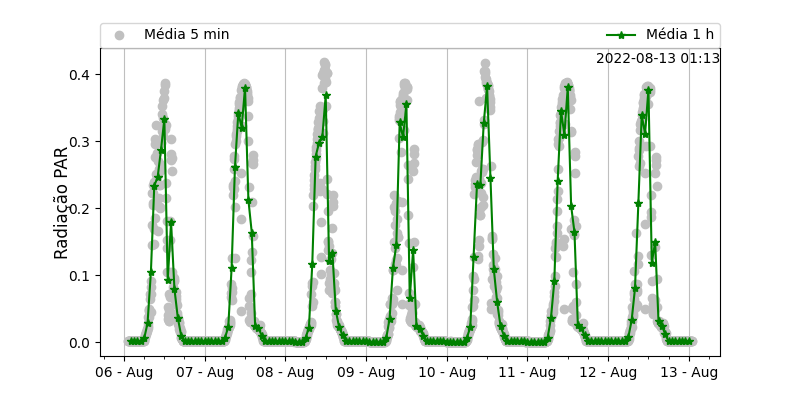 Média 5 min
Média 1 h
2022-08-13 01:13
Radiação PAR
0.4
0.3
0.2
0.1
0.0
06 - Aug
07 - Aug
08 - Aug
09 - Aug
10 - Aug
11 - Aug
12 - Aug
13 - Aug